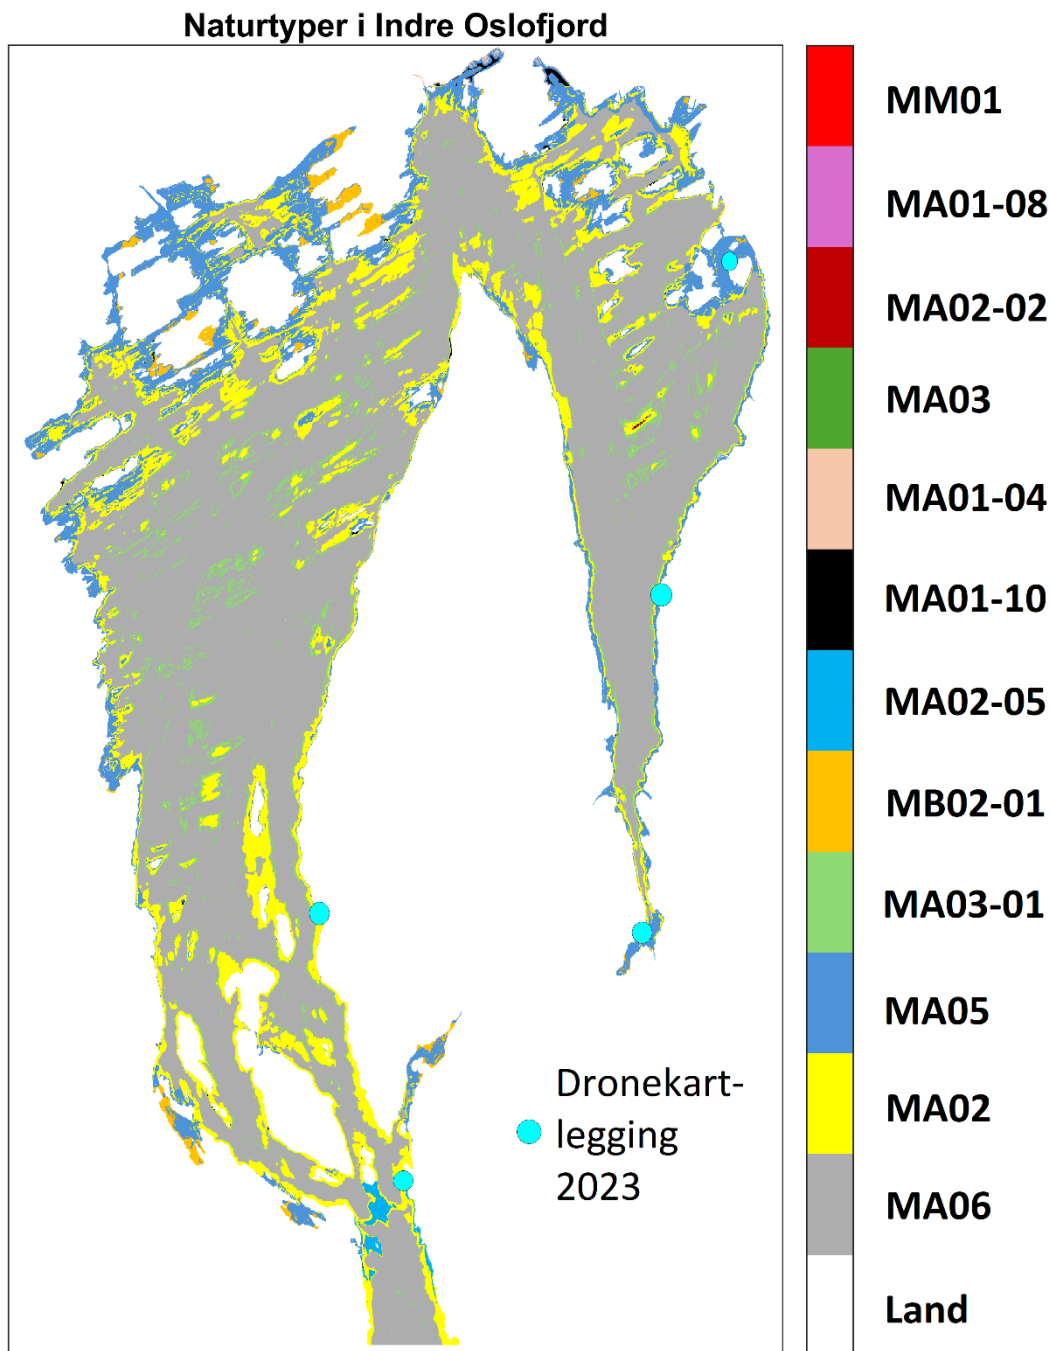 Naturtyper i Indre Oslofjord
MM01
MA01-08
MA02-02
MA03
MA01-04
MA01-10
MA02-05
MB02-01
MA03-01
MA05
MA02
MA06
Land
Dronekart-
legging
2023